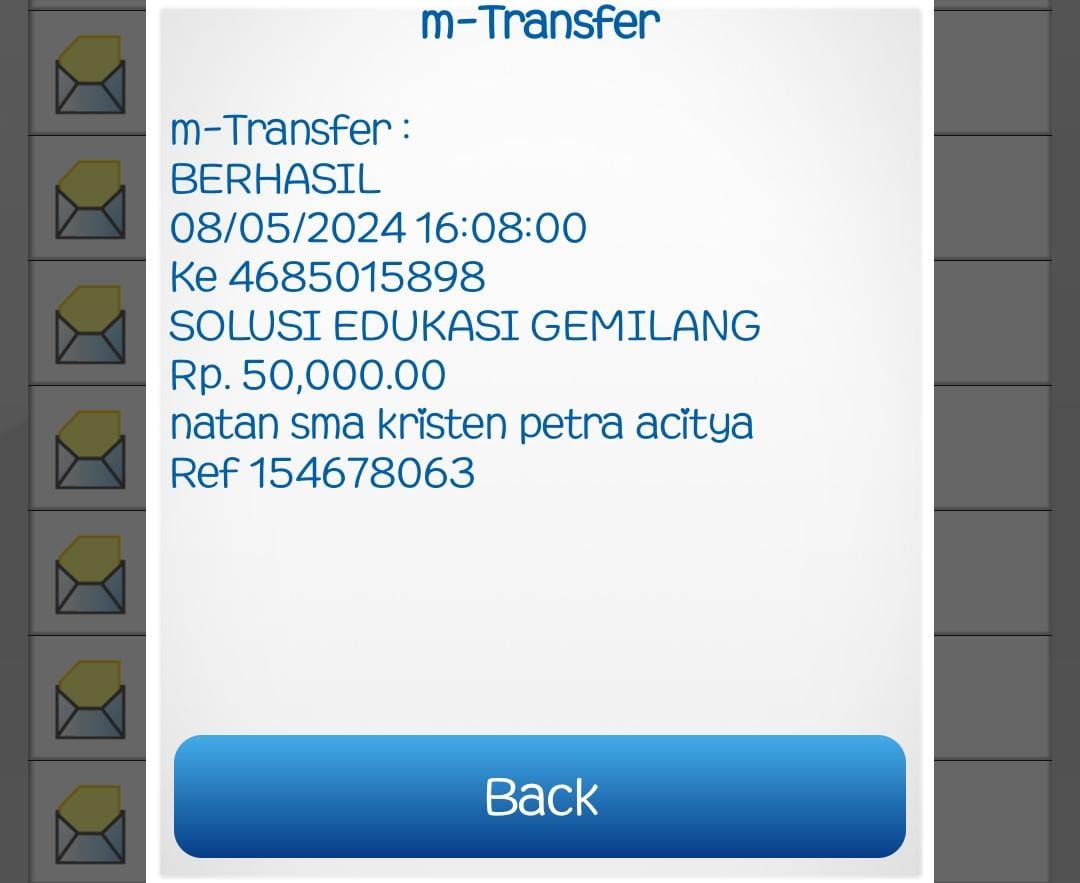 m-Transfer
m-Transfer :
BERHASIL
08/05/2024 16:08:00
Ke 4685015898
SOLUSI EDUKASI GEMILANG
Rp. 50,000.00
natan sma kristen petra acitya
Ref 154678063
Back